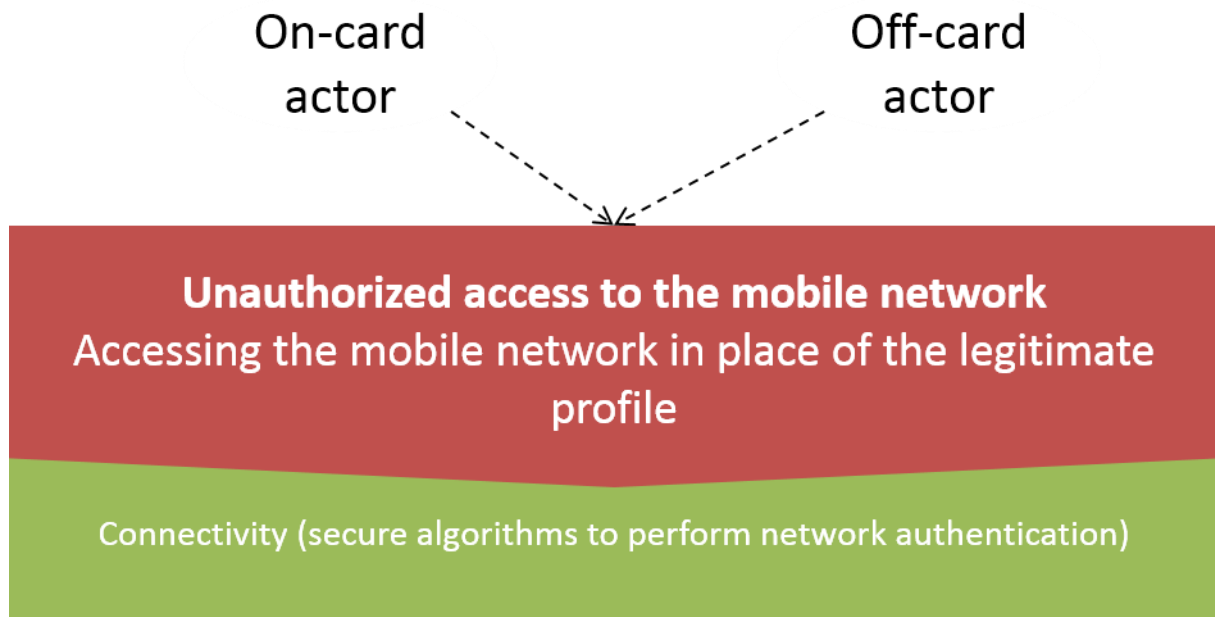 On-card
actor
Off-card
actor
Unauthorized access to the mobile network
Accessing the mobile network in place of the legitimate
profile
Connectivity (secure algorithms to perform network authentication)